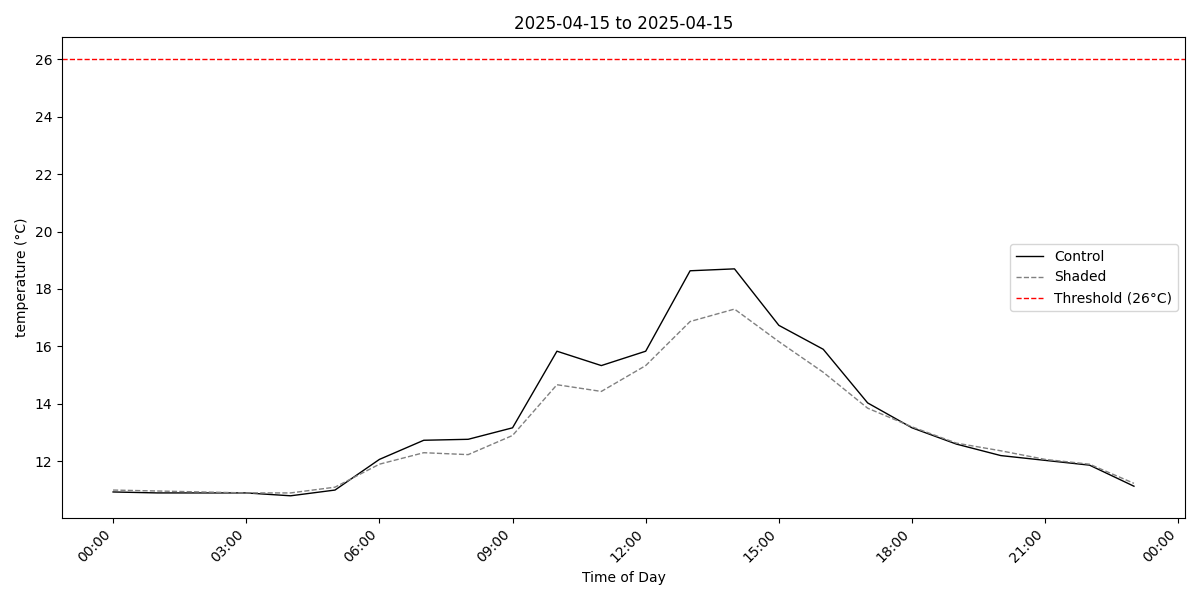 2025-04-15 to 2025-04-15
26
24
22
20
18
16
14
12
temperature (°C)
Control
Shaded
Threshold (26°C)
00:00
03:00
06:00
09:00
12:00
15:00
18:00
21:00
00:00
Time of Day